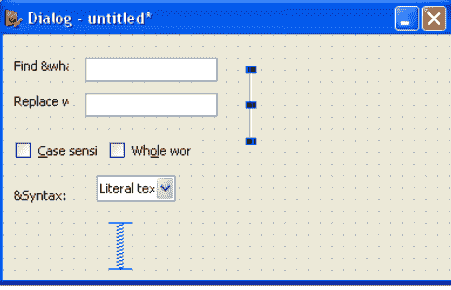 Dialog - untitled*
Find &wha
Replace w
Case sensi Whole wor
&Syntax: Literal tex